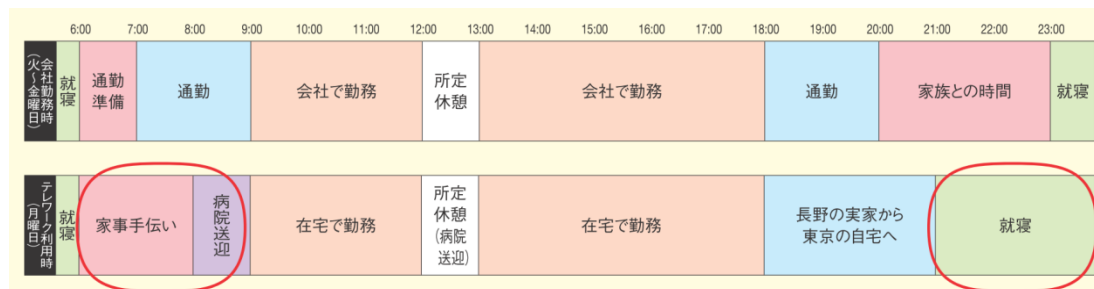 6:00 7:00 8:00 9:00 10:00 11:00 12:00 13:00 14:00 15:00 16:00 17:00 18:00 19:00 20:00 21:00 22:00 23:00
会社勤務時
(火～金曜日)
就寝
通勤
準備
通勤
会社で勤務
所定
休憩
会社で勤務
通勤
家族との時間
就寝
テレワーク利用時
(月曜日)
就寝
家事手伝い
病院送迎
在宅で勤務
所定
休憩
(病院
送迎)
在宅で勤務
長野の実家から
東京の自宅へ
就寝